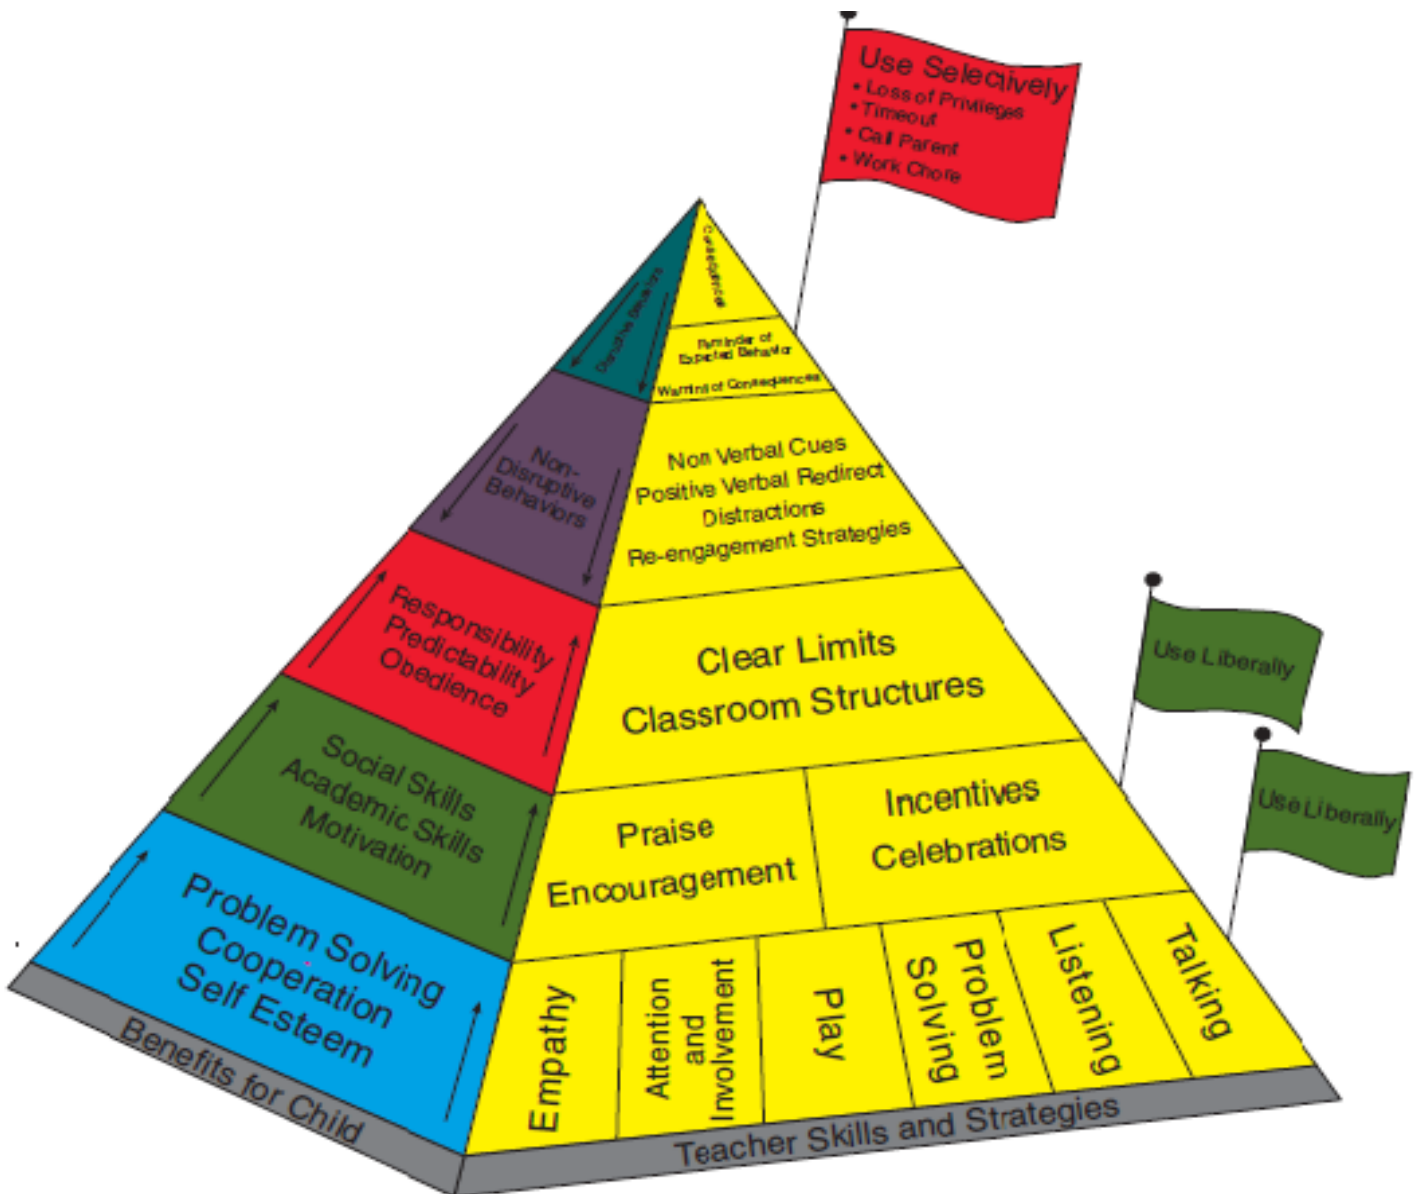 Use Selectively
• Loss of Privileges
• Timeout
• Call Parent
• Work Chore
Consequences
Disruptive Behaviors
Reminder of
Expected Behavior
Warning of Consequences
Non-
Disruptive
Behaviors
Non Verbal Cues
Positive Verbal Redirect
Distractions
Re-engagement Strategies
Responsibility
Predictability
Obedience
Clear Limits
Classroom Structures
Use Liberally
Social Skills
Academic Skills
Motivation
Praise
Encouragement
Incentives
Celebrations
Use Liberally
Problem Solving
Cooperation
Self Esteem
Empathy
Attention
and
Involvement
Play
Problem
Solving
Listening
Talking
Benefits for Child
Teacher Skills and Strategies